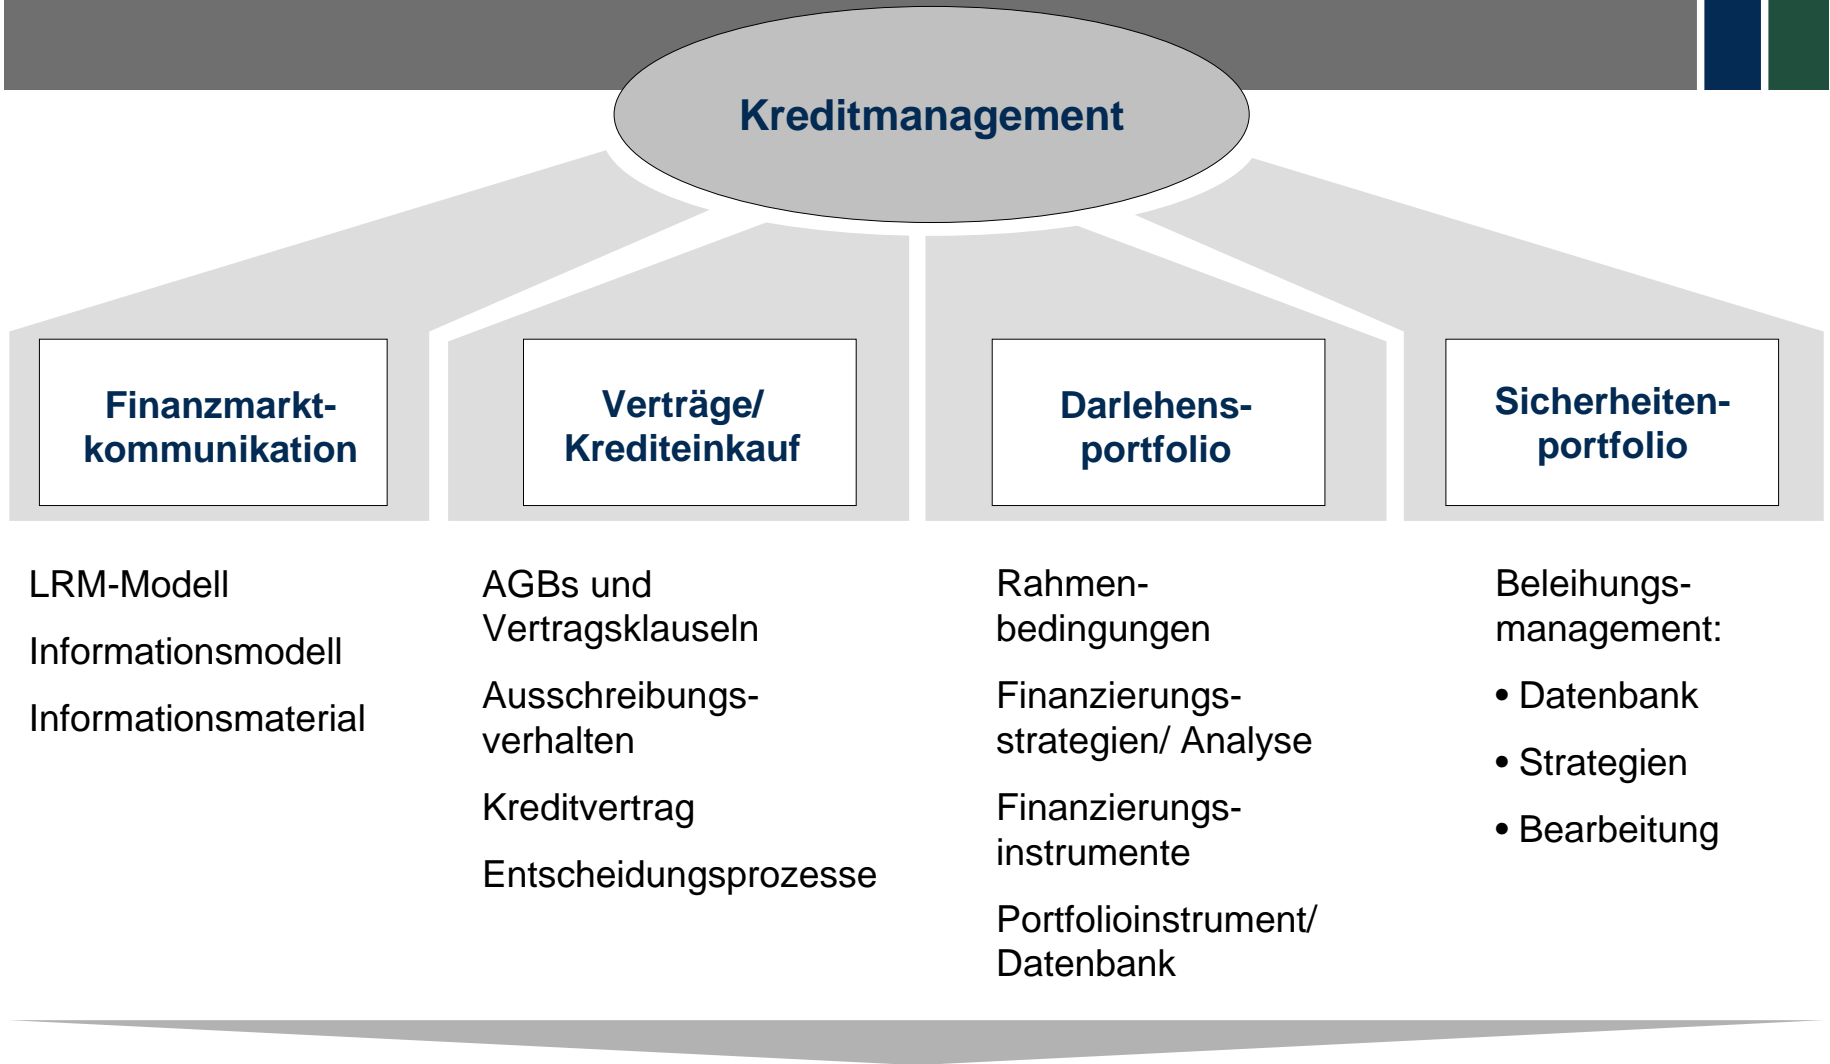 Kreditmanagement
Finanzmarkt-
kommunikation
Verträge/
Krediteinkauf
Darlehens-
portfolio
Sicherheiten-
portfolio
LRM-Modell
Informationsmodell
Informationsmaterial
AGBs und
Vertragsklauseln
Ausschreibungs-
verhalten
Kreditvertrag
Entscheidungsprozesse
Rahmen-
bedingungen
Finanzierungs-
strategien/ Analyse
Finanzierungs-
instrumente
Portfolioinstrument/
Datenbank
Beleihungs-
management:
• Datenbank
• Strategien
• Bearbeitung